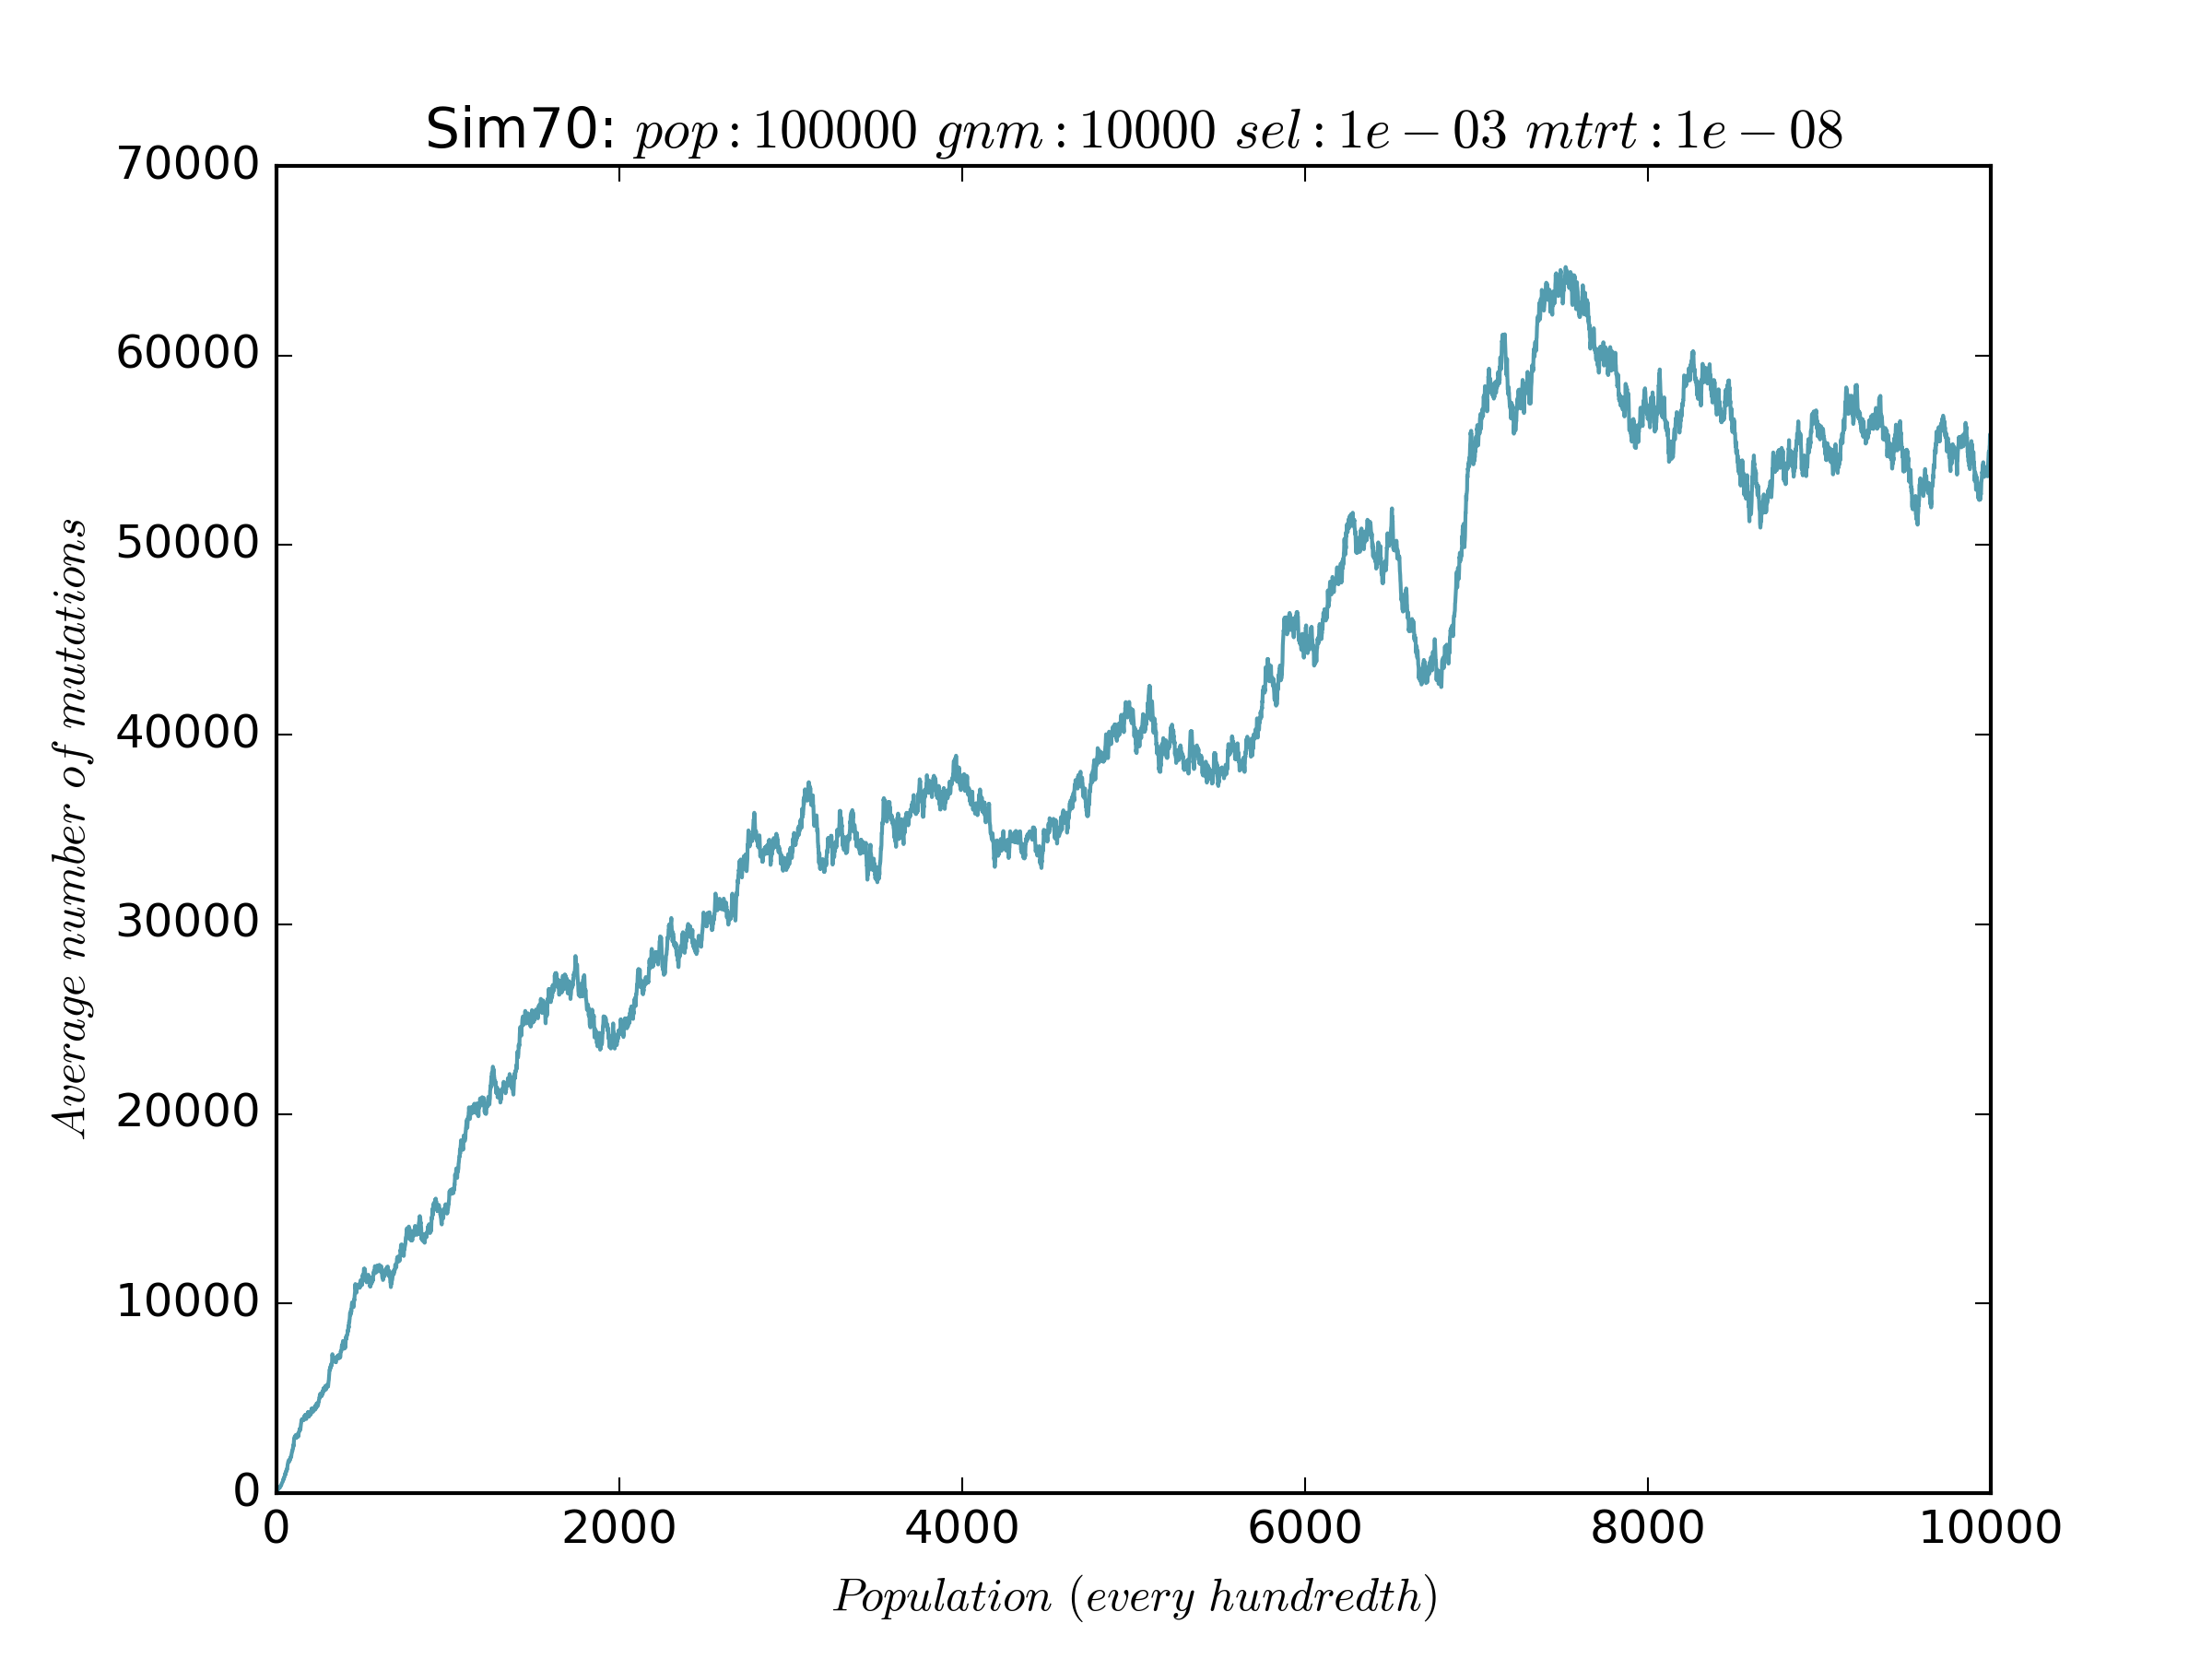 Sim70: pop : 100000 gnm : 10000 sel : 1e − 03 mtrt : 1e − 08
70000
60000
50000
40000
30000
20000
10000
0
Average number of mutations
0 2000 4000 6000 8000 10000
Population (every hundredth)